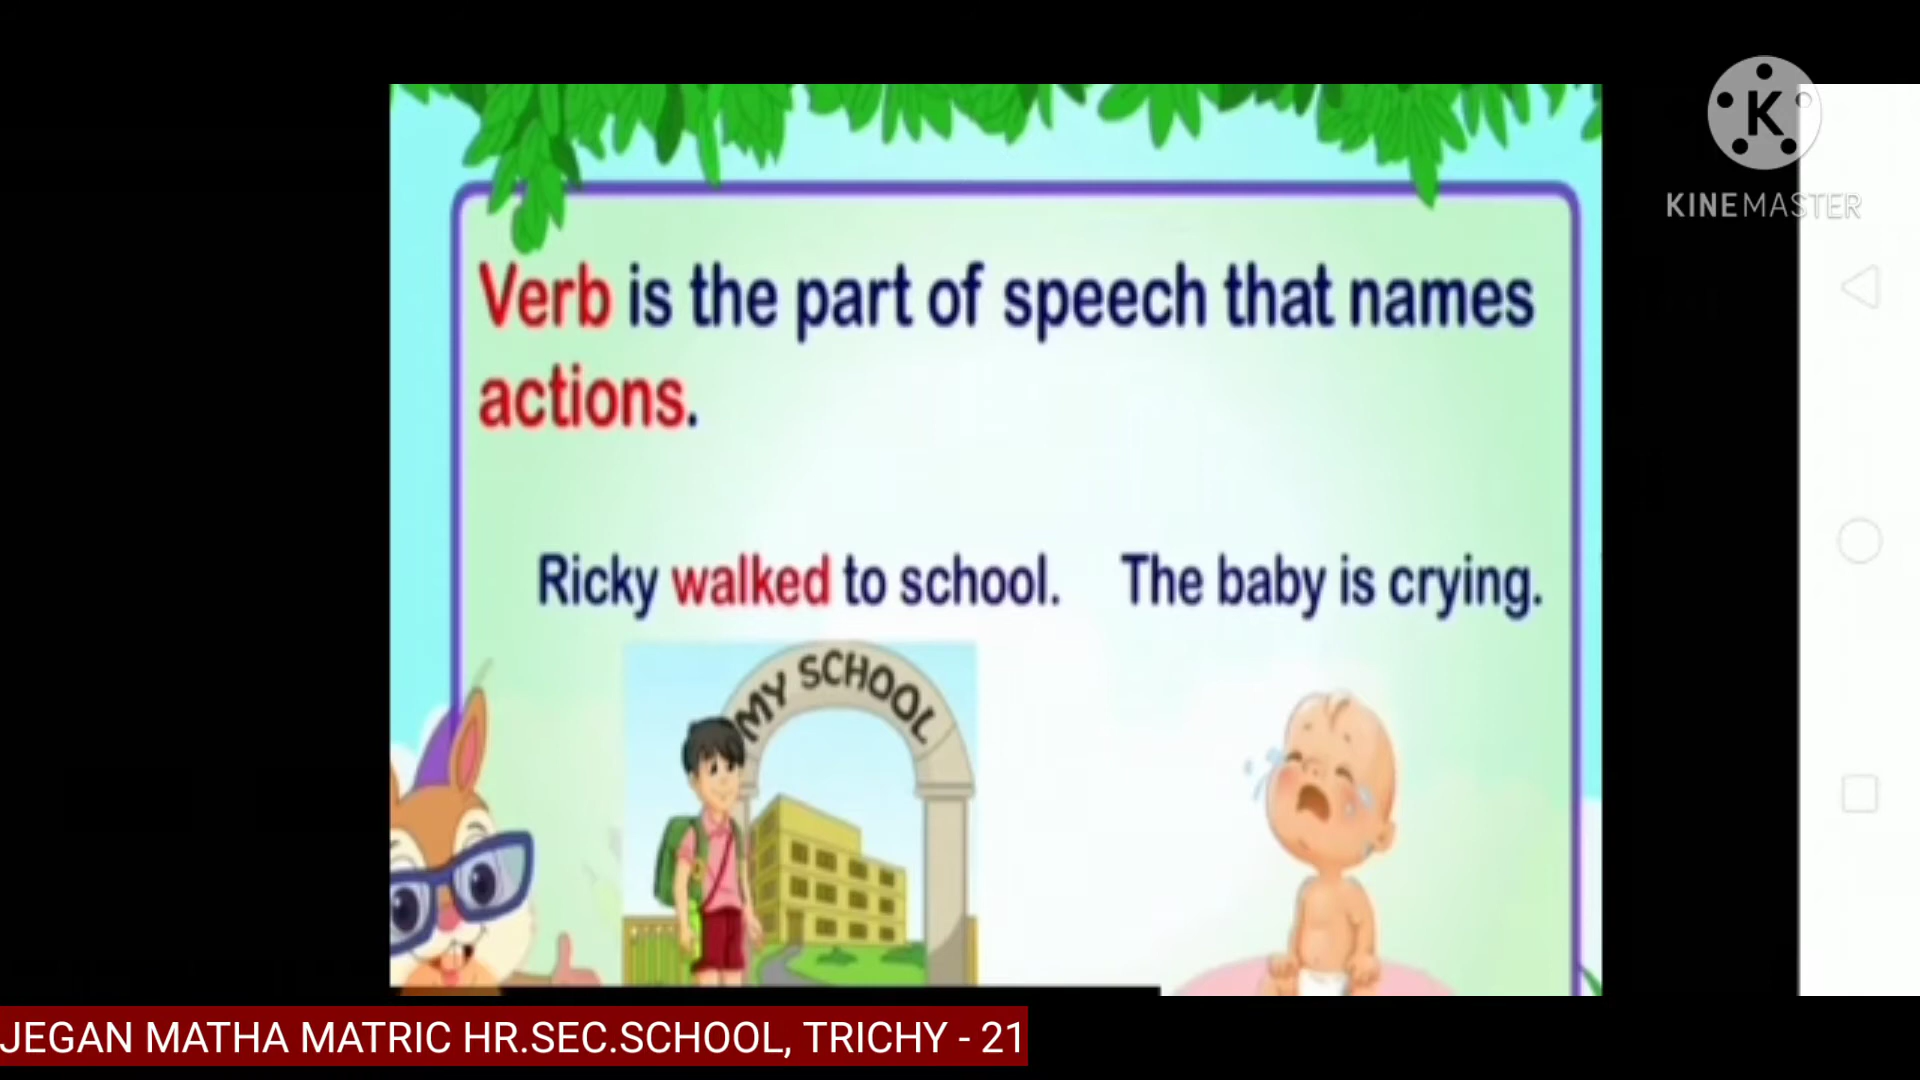 K
KINEMASTER
Verb is the part of speech that names
actions.
Ricky walked to school. The baby is crying.
MY SCHOOL
JEGAN MATHA MATRIC HR.SEC.SCHOOL, TRICHY - 21